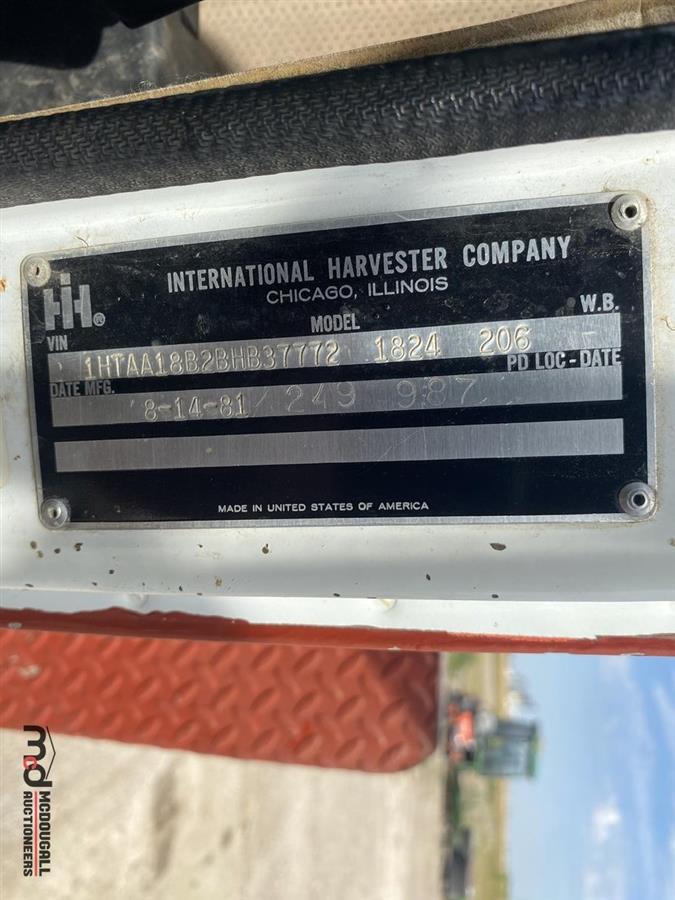 INTERNATIONAL HARVESTER COMPANY
CHICAGO, ILLINOIS
IH®
MODEL W.B.
VIN
1HTAA18B2BHB37772 1824 206
DATE MFG. PD LOC-DATE
8-14-81 249 987
MADE IN UNITED STATES OF AMERICA
md
MCDOUGALL
AUCTIONEERS